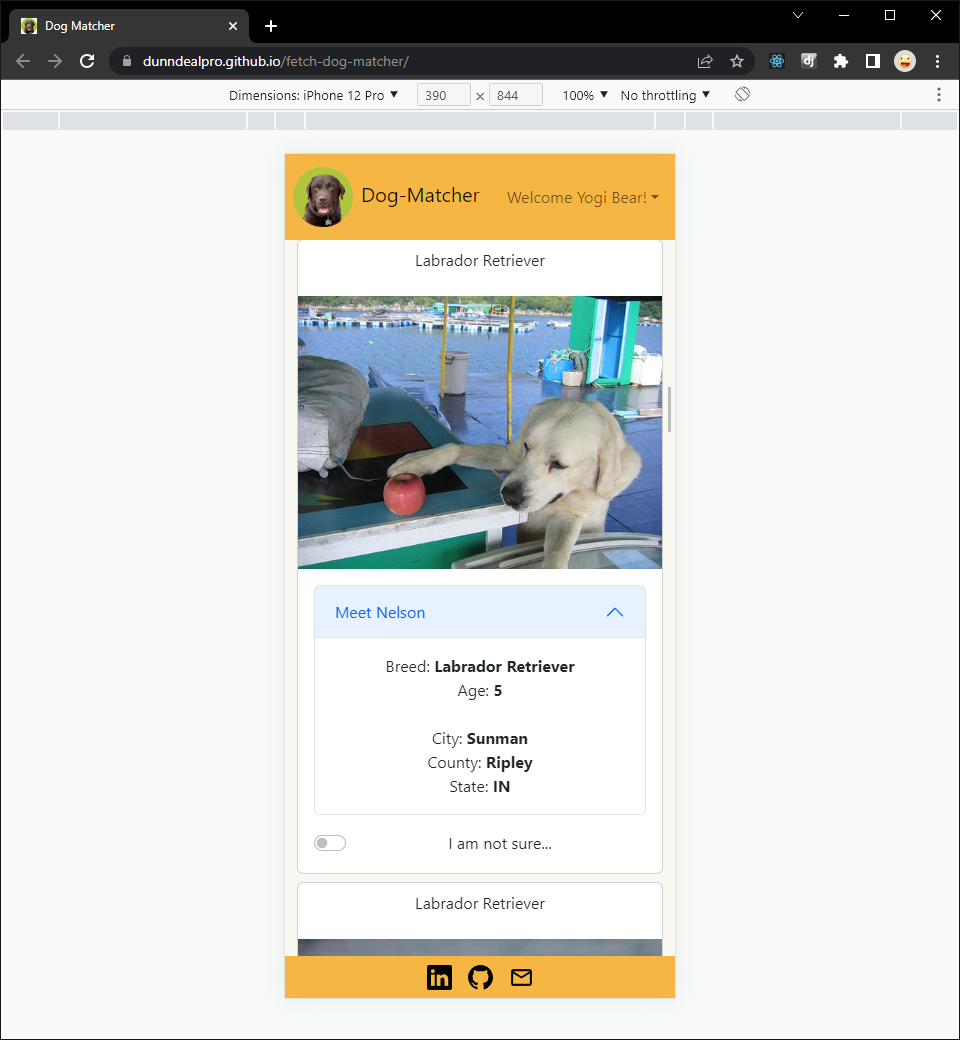 Dog Matcher
dunndealpro.github.io/fetch-dog-matcher/
Dimensions: iPhone 12 Pro ▼ 390 × 844 100% ▼ No throttling ▼
Dog-Matcher Welcome Yogi Bear!
Labrador Retriever
Meet Nelson
Breed: Labrador Retriever
Age: 5
City: Sunman
County: Ripley
State: IN
I am not sure...
Labrador Retriever
in